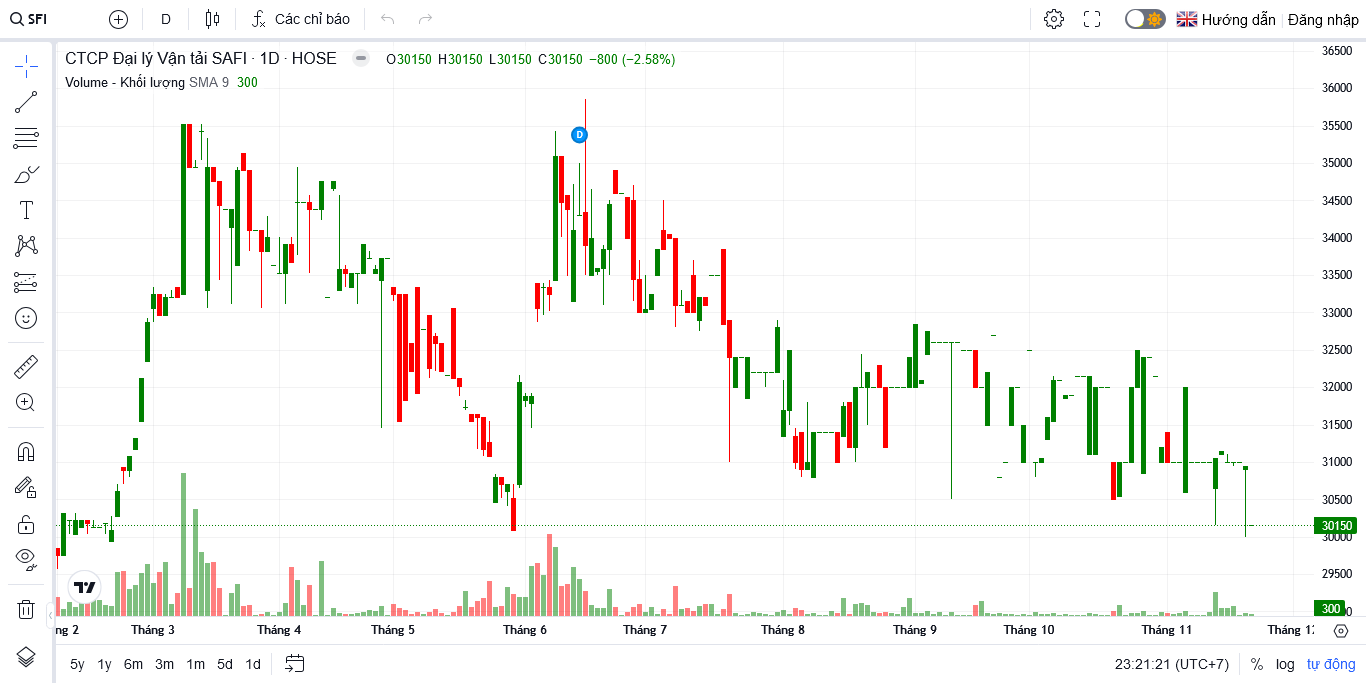 SFI D Các chỉ báo Hướng dẫn Đăng nhập
CTCP Đại lý Vận tải SAFI · 1D · HOSE O30150 H30150 L30150 C30150 −800 (−2.58%)
Volume - Khối lượng SMA 9 300
36500
36000
35500
D
35000
34500
34000
33500
33000
32500
32000
31500
31000
30500
30150
30000
29500
300
ng 2 Tháng 3 Tháng 4 Tháng 5 Tháng 6 Tháng 7 Tháng 8 Tháng 9 Tháng 10 Tháng 11 Tháng 12
5y 1y 6m 3m 1m 5d 1d 23:21:21 (UTC+7) % log tự động